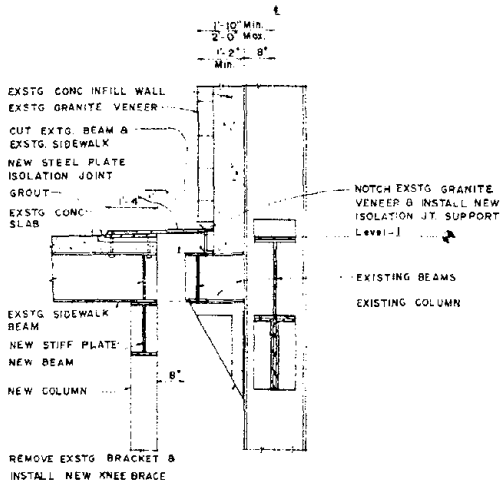 ℄
1'-10" Min.
2'-0" Max.
1'-2" 8"
Min.
EXSTG CONC INFILL WALL
EXSTG GRANITE VENEER
CUT EXTG. BEAM &
EXSTG. SIDEWALK
NEW STEEL PLATE
ISOLATION JOINT
GROUT
1'-4"
EXSTG CONC
SLAB
NOTCH EXSTG GRANITE
VENEER & INSTALL NEW
ISOLATION JT. SUPPORT
Level-1
EXISTING BEAMS
EXISTING COLUMN
EXSTG SIDEWALK
BEAM
NEW STIFF PLATE
NEW BEAM
8"
NEW COLUMN
REMOVE EXSTG BRACKET &
INSTALL NEW KNEE BRACE